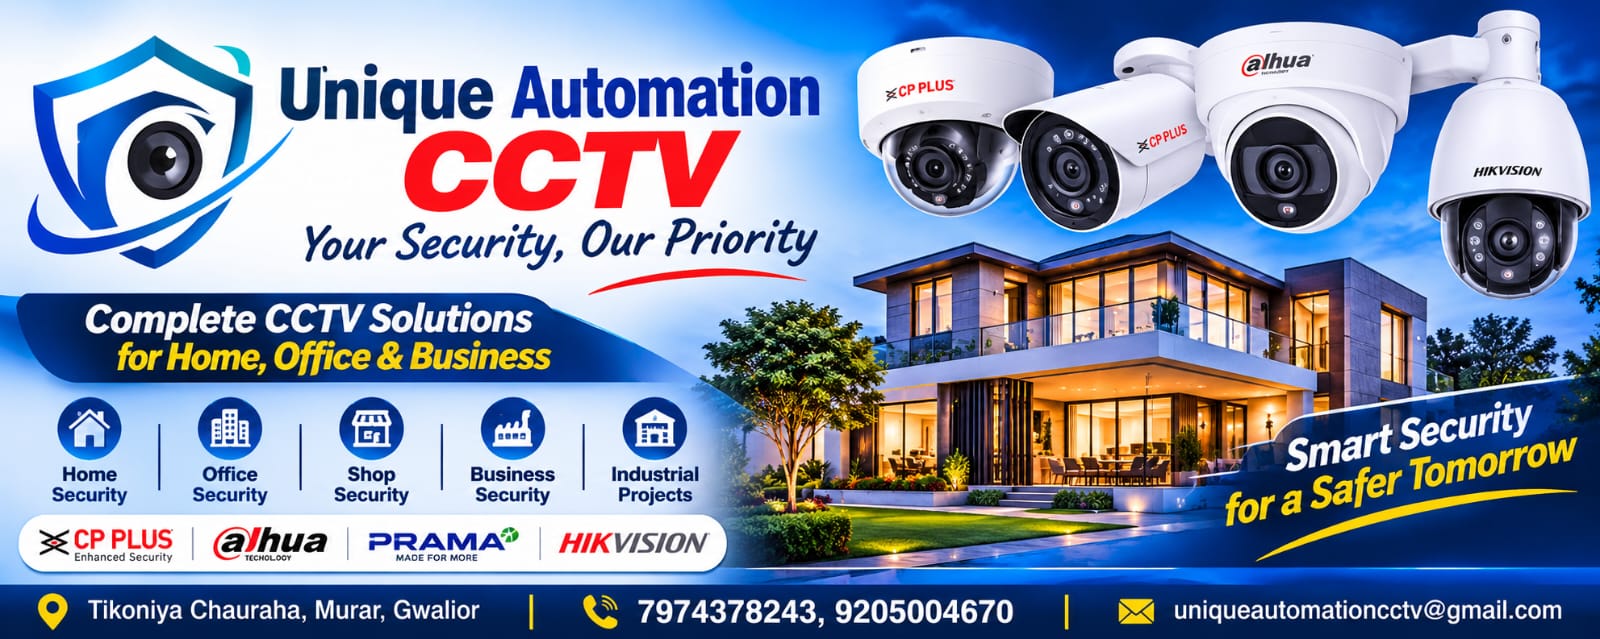 Unique Automation
CCTV
Your Security, Our Priority
Complete CCTV Solutions
for Home, Office & Business
Home
Security
Office
Security
Shop
Security
Business
Security
Industrial
Projects
CP PLUS
Enhanced Security
alhua
TECHOLOGY
PRAMA
MADE FOR MORE
HIKVISION
CP PLUS
CP PLUS
alhua
TECNOLOGY
HIKVISION
Smart Security
for a Safer Tomorrow
Tikoniya Chauraha, Murar, Gwalior
7974378243, 9205004670
uniqueautomationcctv@gmail.com